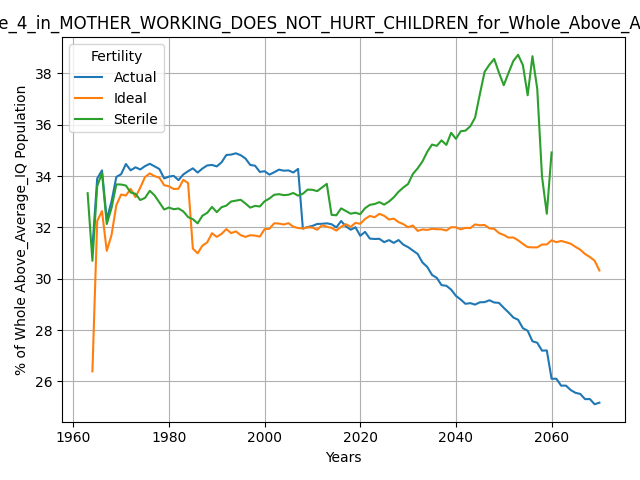 e_4_in_MOTHER_WORKING_DOES_NOT_HURT_CHILDREN_for_Whole_Above_A
Fertility
Actual
Ideal
Sterile
% of Whole Above_Average_IQ Population
38
36
34
32
30
28
26
1960
1980
2000
2020
2040
2060
Years